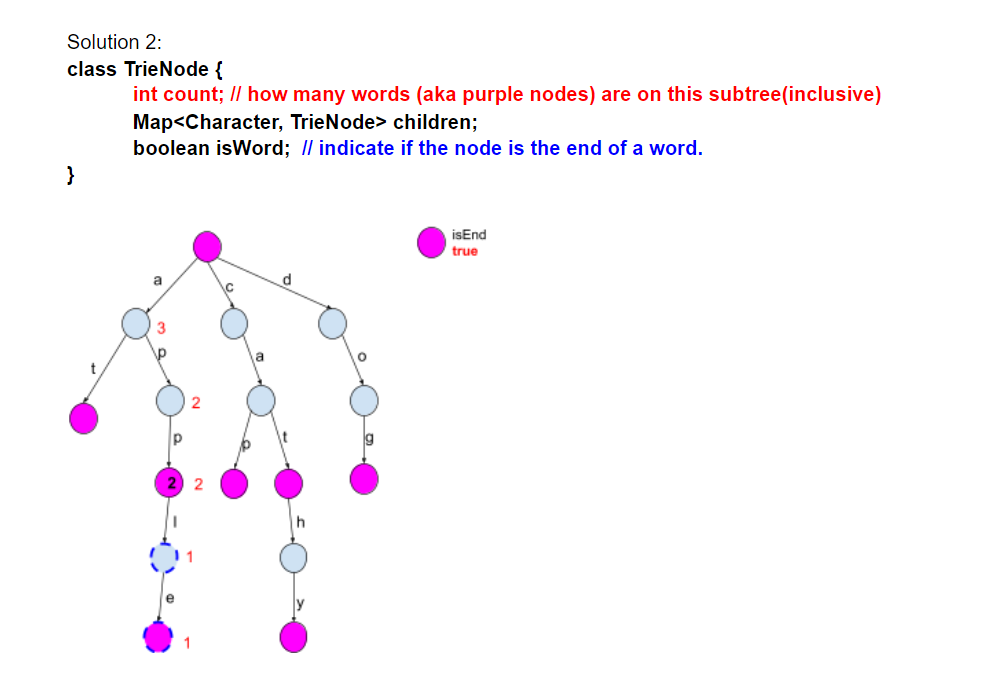 Solution 2:
class TrieNode {
int count; // how many words (aka purple nodes) are on this subtree(inclusive)
Map<Character, TrieNode> children;
boolean isWord; // indicate if the node is the end of a word.
}
isEnd
true
a
c
d
3
t
p
a
o
2
p
p
t
g
2
2
l
h
1
e
y
1